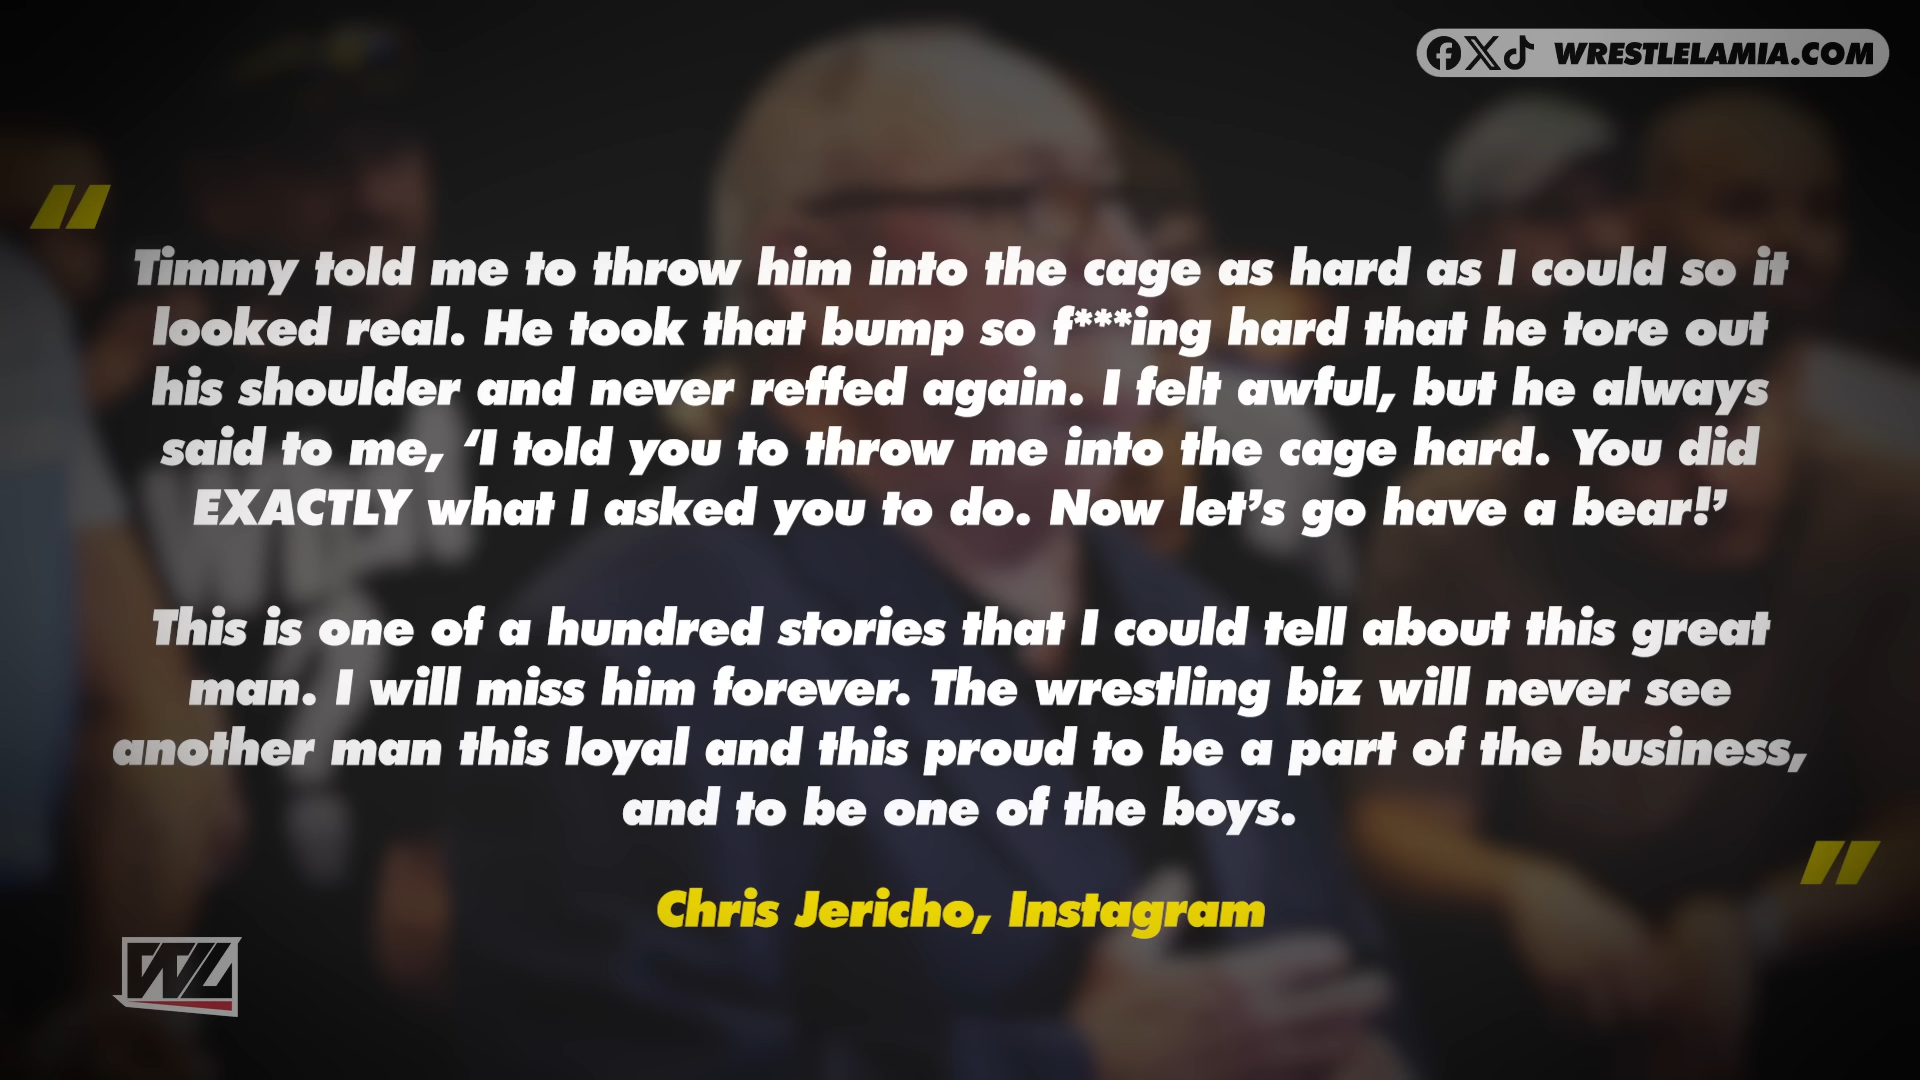 WRESTLELAMIA.COM
"
Timmy told me to throw him into the cage as hard as I could so it
looked real. He took that bump so f***ing hard that he tore out
his shoulder and never reffed again. I felt awful, but he always
said to me, ‘I told you to throw me into the cage hard. You did
EXACTLY what I asked you to do. Now let’s go have a bear!’
This is one of a hundred stories that I could tell about this great
man. I will miss him forever. The wrestling biz will never see
another man this loyal and this proud to be a part of the business,
and to be one of the boys.
"
Chris Jericho, Instagram
WL